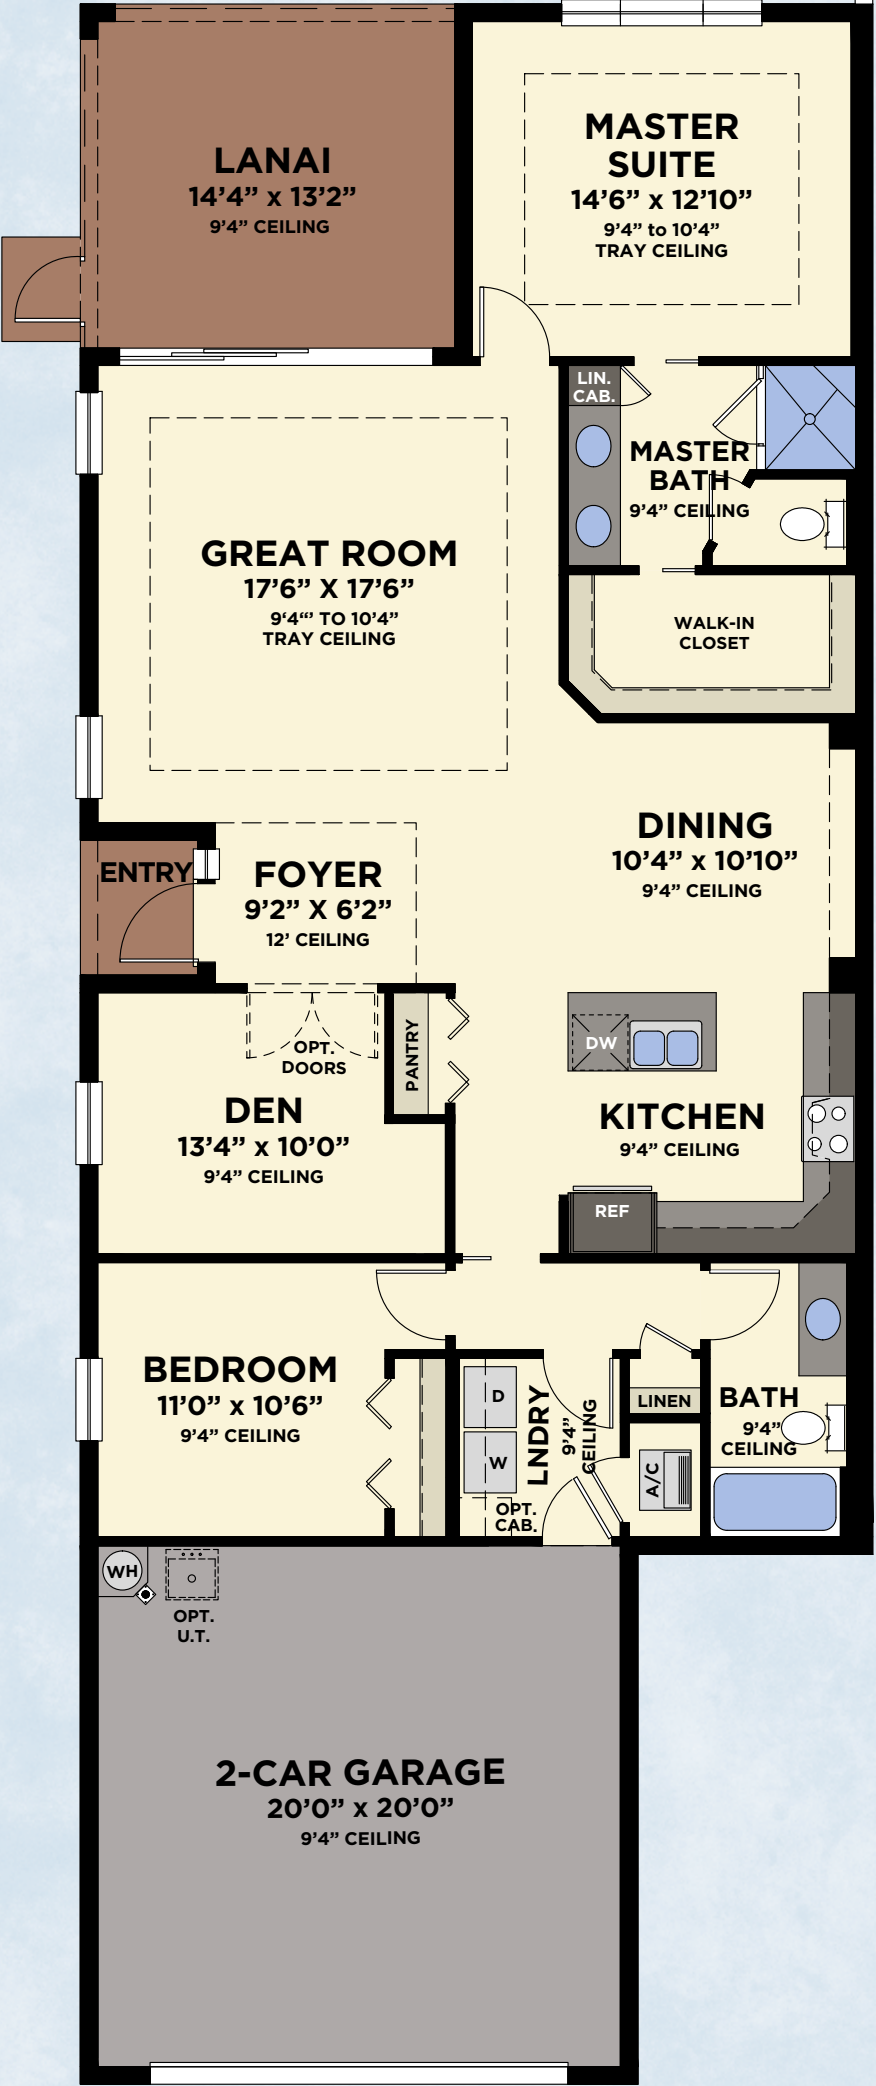 LANAI
14'4” x 13'2”
9'4” CEILING
MASTER
SUITE
14'6” x 12'10”
9'4” to 10'4”
TRAY CEILING
LIN.
CAB.
MASTER
BATH
9'4” CEILING
GREAT ROOM
17'6” X 17'6”
9'4“' TO 10'4”
TRAY CEILING
WALK-IN
CLOSET
DINING
10'4” x 10'10”
9'4” CEILING
ENTRY
FOYER
9'2” X 6'2”
12' CEILING
OPT.
DOORS
PANTRY
DW
DEN
13'4” x 10'0”
9'4” CEILING
KITCHEN
9'4” CEILING
REF
BEDROOM
11'0” x 10'6”
9'4” CEILING
D
W
LNDRY
9'4”
CEILING
OPT.
CAB.
LINEN
A/C
BATH
9'4”
CEILING
WH
OPT.
U.T.
2-CAR GARAGE
20'0” x 20'0”
9'4” CEILING